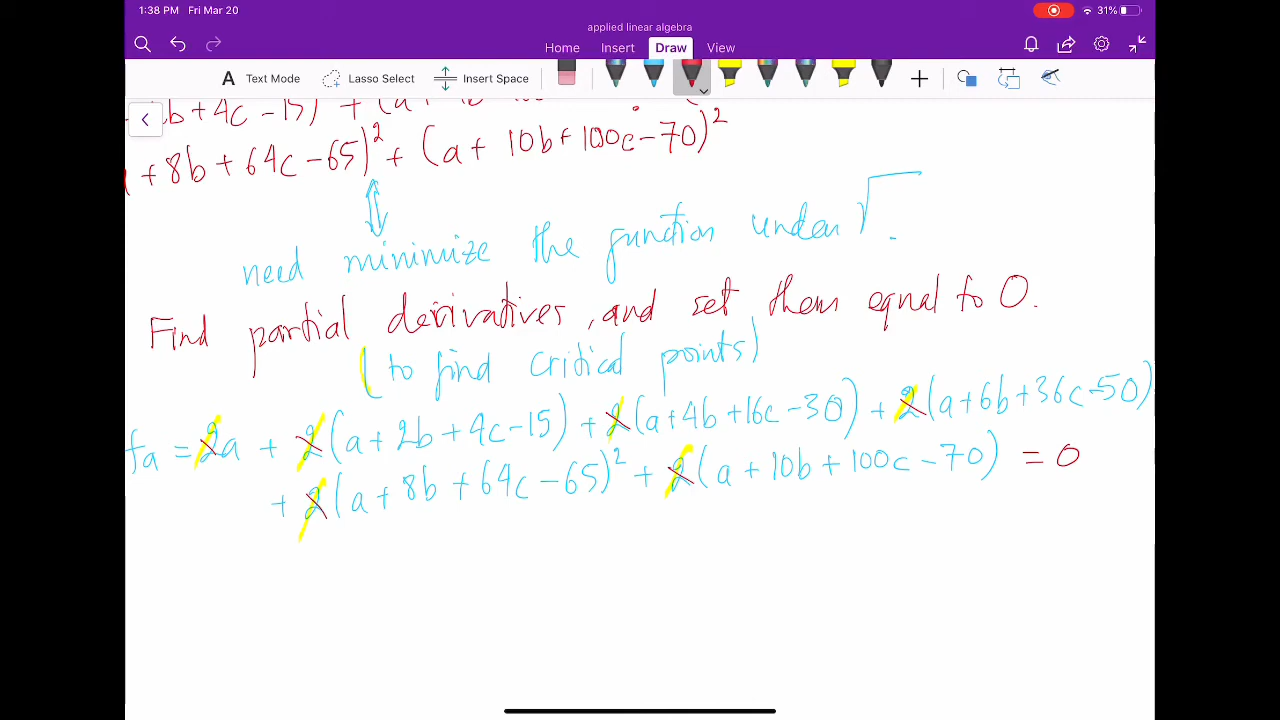 1:38 PM Fri Mar 20
31%
applied linear algebra
Home Insert Draw View
A Text Mode Lasso Select Insert Space
b+4c-15)
+8b+64c-65)² + (a+10b+100c-70)²
need minimize the function under √ .
Find partial derivatives, and set them equal to 0.
(to find critical points)
fa = 2a + 2(a+2b+4c-15) + 2(a+4b+16c-30) + 2(a+6b+36c-50)
+ 2(a+8b+64c-65)² + 2(a+10b+100c-70) = 0